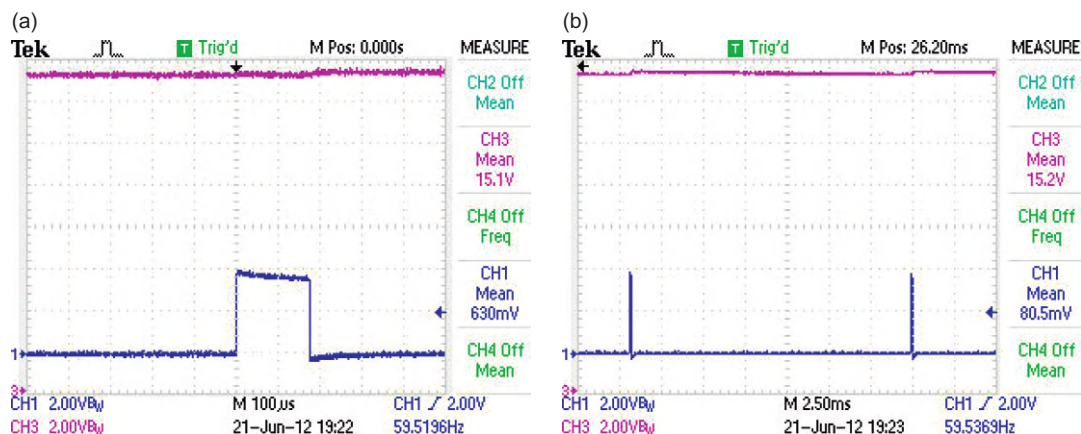 (a)
Tek T Trig'd M Pos: 0.000s MEASURE
CH2 Off
Mean
CH3
Mean
15.1V
CH4 Off
Freq
CH1
Mean
630mV
CH4 Off
Mean
1
3
CH1 2.00VBw M 100µs CH1 2.00V
CH3 2.00VBw 21-Jun-12 19:22 59.5196Hz
(b)
Tek T Trig'd M Pos: 26.20ms MEASURE
CH2 Off
Mean
CH3
Mean
15.2V
CH4 Off
Freq
CH1
Mean
80.5mV
CH4 Off
Mean
1
3
CH1 2.00VBw M 2.50ms CH1 2.00V
CH3 2.00VBw 21-Jun-12 19:23 59.5369Hz